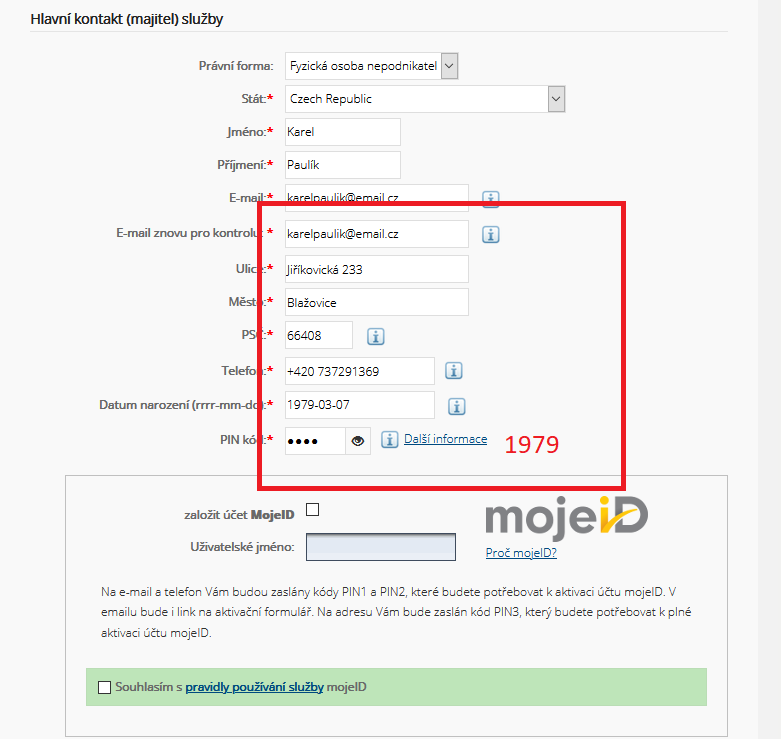 Hlavní kontakt (majitel) služby
Právní forma: Fyzická osoba nepodnikatel
Stát:* Czech Republic
Jméno:* Karel
Příjmení:* Paulík
E-mail:* karelpaulik@email.cz
E-mail znovu pro kontrolu: * karelpaulik@email.cz
Ulice:* Jiříkovická 233
Město:* Blažovice
PSČ:* 66408
Telefon:* +420 737291369
Datum narození (rrrr-mm-dd):* 1979-03-07
PIN kód:* •••• Další informace 1979
založit účet MojeID
mojeiD
Uživatelské jméno:
Proč mojeID?
Na e-mail a telefon Vám budou zaslány kódy PIN1 a PIN2, které budete potřebovat k aktivaci účtu mojeID. V
emailu bude i link na aktivační formulář. Na adresu Vám bude zaslán kód PIN3, který budete potřebovat k plné
aktivaci účtu mojeID.
Souhlasím s pravidly používání služby mojeID